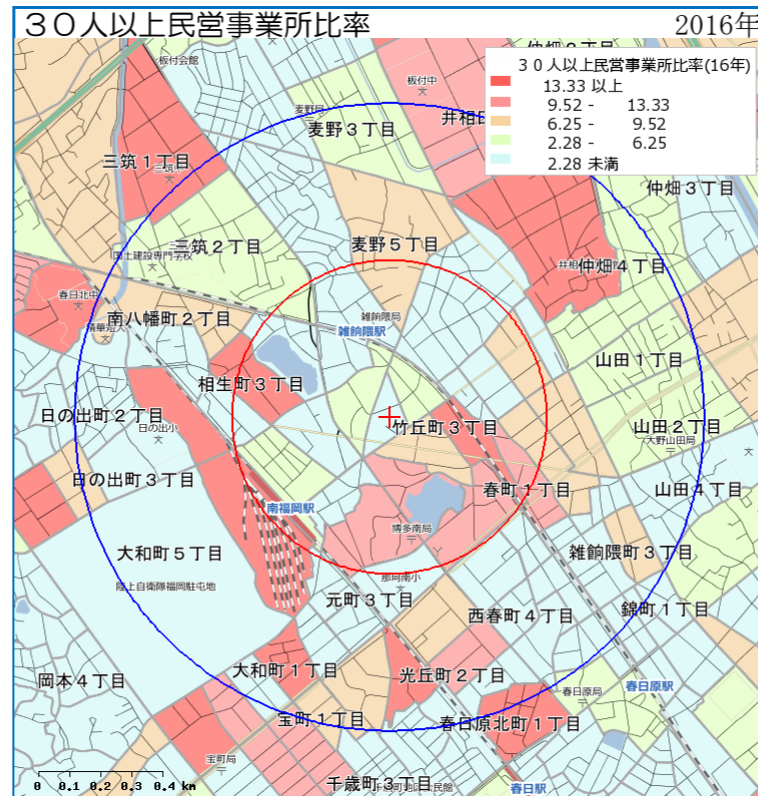 ３０人以上民営事業所比率
2016年
３０人以上民営事業所比率(16年)
13.33 以上
9.52 - 13.33
6.25 - 9.52
2.28 - 6.25
2.28 未満
板付会館
板付中
麦野局
麦野３丁目
三筑１丁目
仲畑３丁目
三筑２丁目
麦野５丁目
国土建設専門学校
仲畑４丁目
春日北中
南八幡町２丁目
雑餉隈局
雑餉隈駅
山田１丁目
相生町３丁目
日の出町２丁目
日の出小
竹丘町３丁目
山田２丁目
大野山田局
日の出町３丁目
春町１丁目
山田４丁目
南福岡駅
博多南局
大和町５丁目
雑餉隈町３丁目
陸上自衛隊福岡駐屯地
那珂南小
元町３丁目
西春町４丁目
錦町１丁目
岡本４丁目
大和町１丁目
光丘町２丁目
春日原駅
春日原局
宝町１丁目
春日原北町１丁目
宝町局
千歳町３丁目
春日駅
0 0.1 0.2 0.3 0.4 km